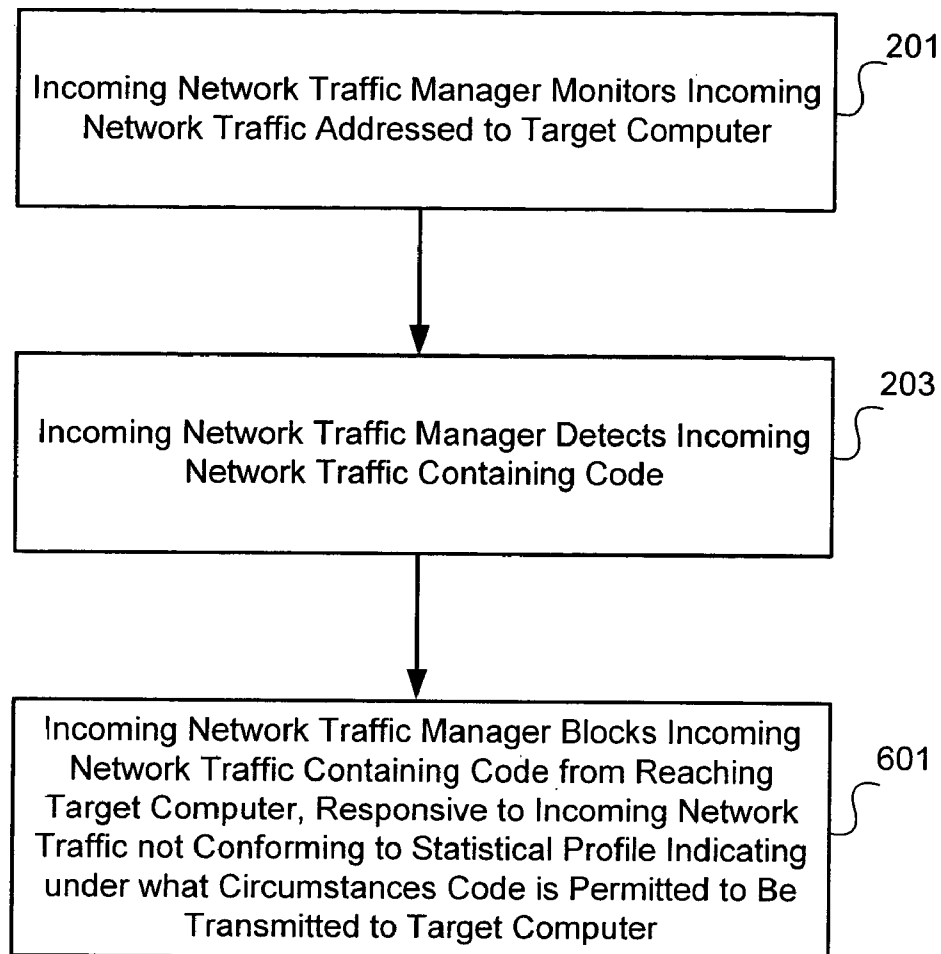 201
Incoming Network Traffic Manager Monitors Incoming
Network Traffic Addressed to Target Computer
203
Incoming Network Traffic Manager Detects Incoming
Network Traffic Containing Code
Incoming Network Traffic Manager Blocks Incoming
Network Traffic Containing Code from Reaching
Target Computer, Responsive to Incoming Network
Traffic not Conforming to Statistical Profile Indicating
under what Circumstances Code is Permitted to Be
Transmitted to Target Computer
601